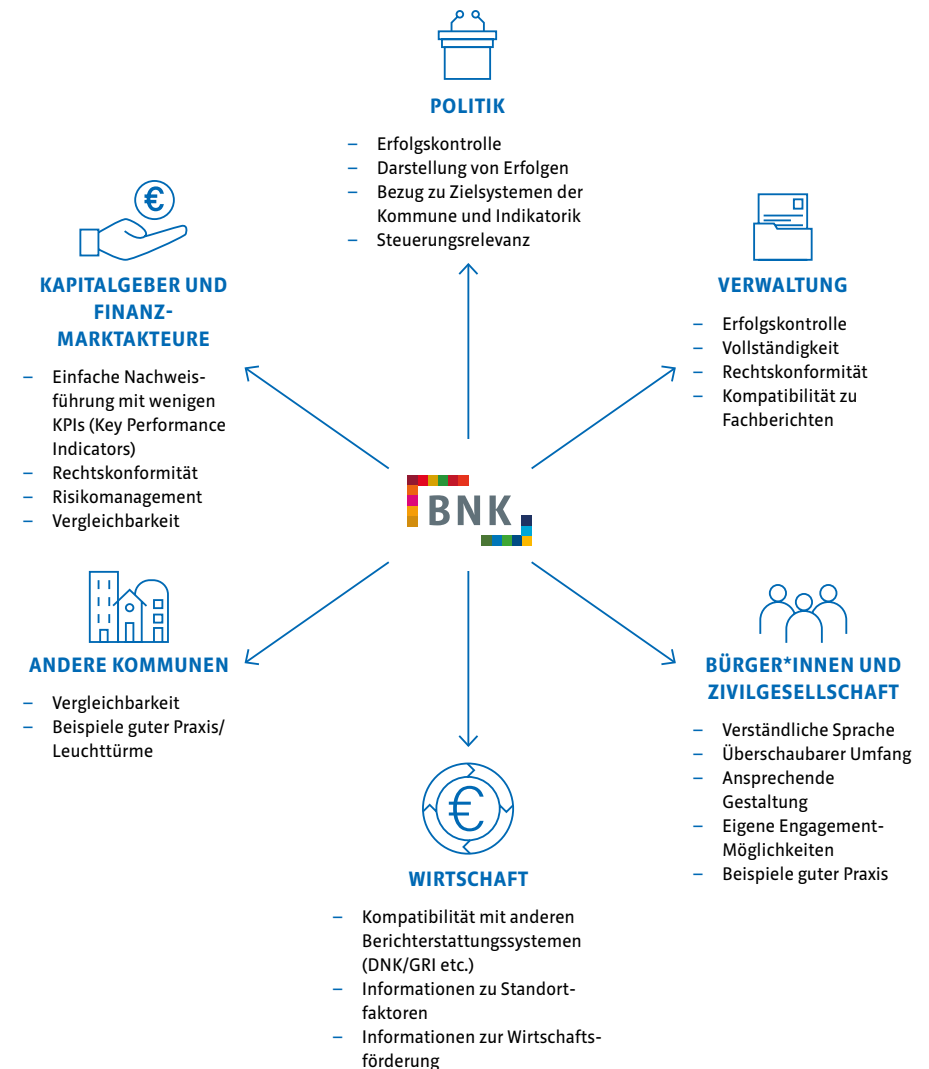 POLITIK
– Erfolgskontrolle
– Darstellung von Erfolgen
– Bezug zu Zielsystemen der
Kommune und Indikatorik
– Steuerungsrelevanz
€
KAPITALGEBER UND
FINANZ-
MARKTAKTEURE
– Einfache Nachweis-
führung mit wenigen
KPIs (Key Performance
Indicators)
– Rechtskonformität
– Risikomanagement
– Vergleichbarkeit
VERWALTUNG
– Erfolgskontrolle
– Vollständigkeit
– Rechtskonformität
– Kompatibilität zu
Fachberichten
BNK
ANDERE KOMMUNEN
– Vergleichbarkeit
– Beispiele guter Praxis/
Leuchttürme
BÜRGER*INNEN UND
ZIVILGESELLSCHAFT
– Verständliche Sprache
– Überschaubarer Umfang
– Ansprechende
Gestaltung
– Eigene Engagement-
Möglichkeiten
– Beispiele guter Praxis
€
WIRTSCHAFT
– Kompatibilität mit anderen
Berichterstattungssystemen
(DNK/GRI etc.)
– Informationen zu Standort-
faktoren
– Informationen zur Wirtschafts-
förderung